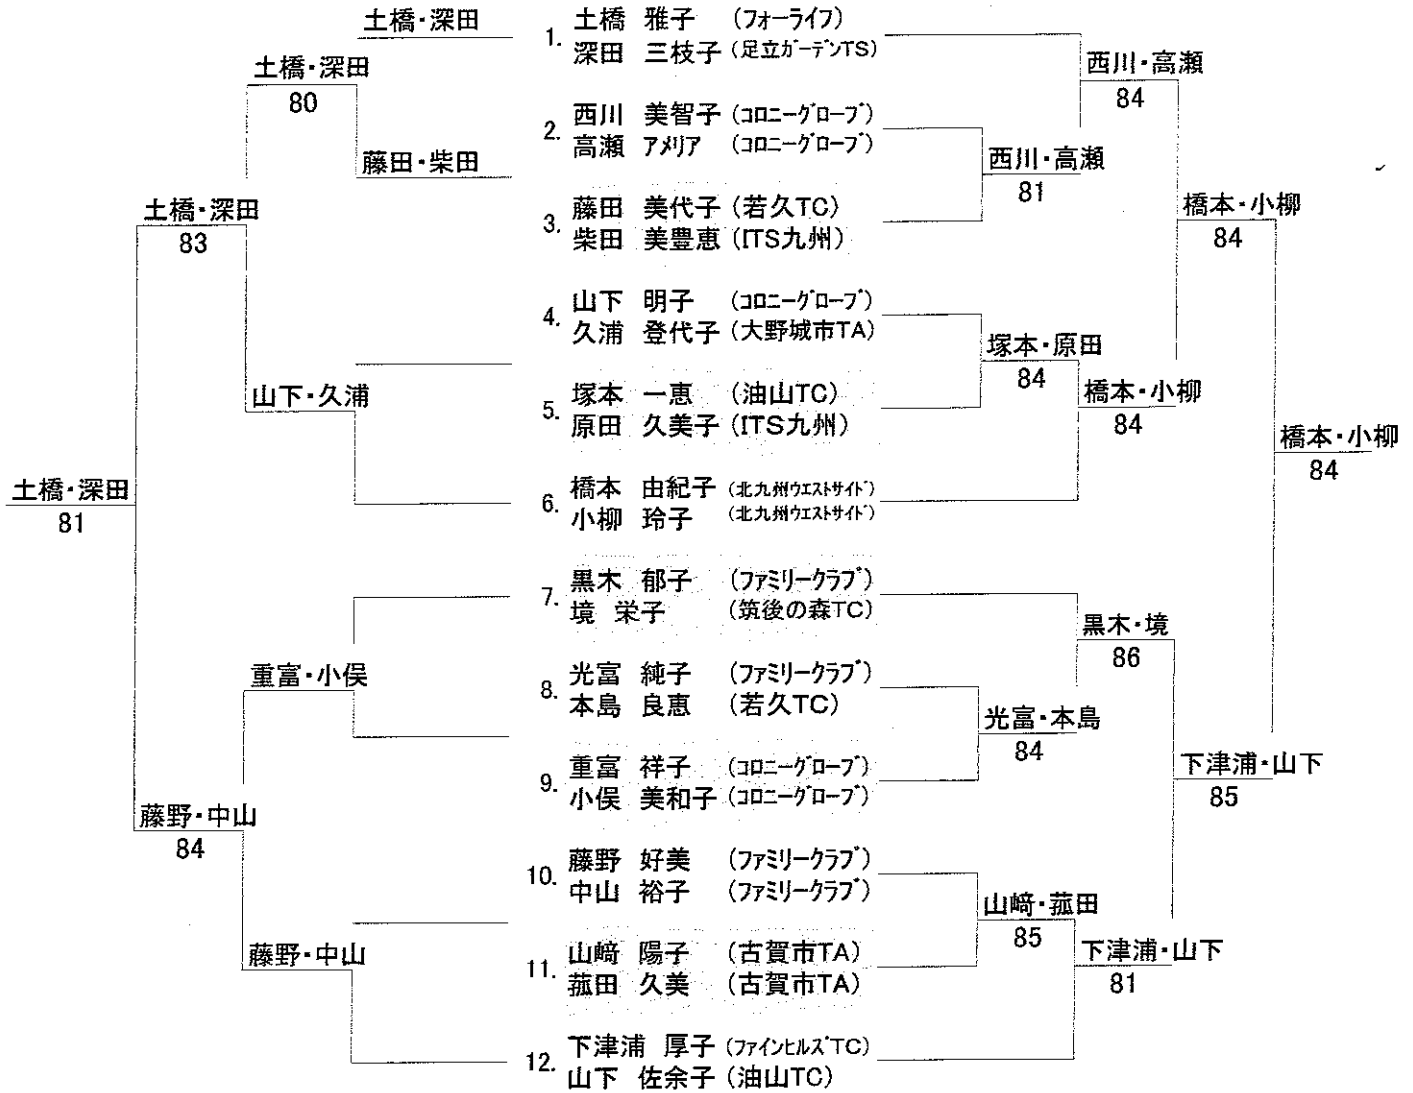 土橋・深田
1. 土橋 雅子 (フォーライフ)
深田 三枝子 (足立ガーデンTS)
土橋・深田
80
西川・高瀬
84
2. 西川 美智子 (コロニーグローブ)
高瀬 アメリア (コロニーグローブ)
藤田・柴田
西川・高瀬
81
土橋・深田
83
3. 藤田 美代子 (若久TC)
柴田 美豊恵 (ITS九州)
橋本・小柳
84
4. 山下 明子 (コロニーグローブ)
久浦 登代子 (大野城市TA)
塚本・原田
84
山下・久浦
5. 塚本 一恵 (油山TC)
原田 久美子 (ITS九州)
橋本・小柳
84
橋本・小柳
84
土橋・深田
81
6. 橋本 由紀子 (北九州ウエストサイド)
小柳 玲子 (北九州ウエストサイド)
7. 黒木 郁子 (ファミリークラブ)
境 栄子 (筑後の森TC)
黒木・境
86
重富・小俣
8. 光富 純子 (ファミリークラブ)
本島 良恵 (若久TC)
光富・本島
84
9. 重富 祥子 (コロニーグローブ)
小俣 美和子 (コロニーグローブ)
下津浦・山下
85
藤野・中山
84
10. 藤野 好美 (ファミリークラブ)
中山 裕子 (ファミリークラブ)
山﨑・菰田
85
藤野・中山
11. 山﨑 陽子 (古賀市TA)
菰田 久美 (古賀市TA)
下津浦・山下
81
12. 下津浦 厚子 (ファインヒルズTC)
山下 佐余子 (油山TC)